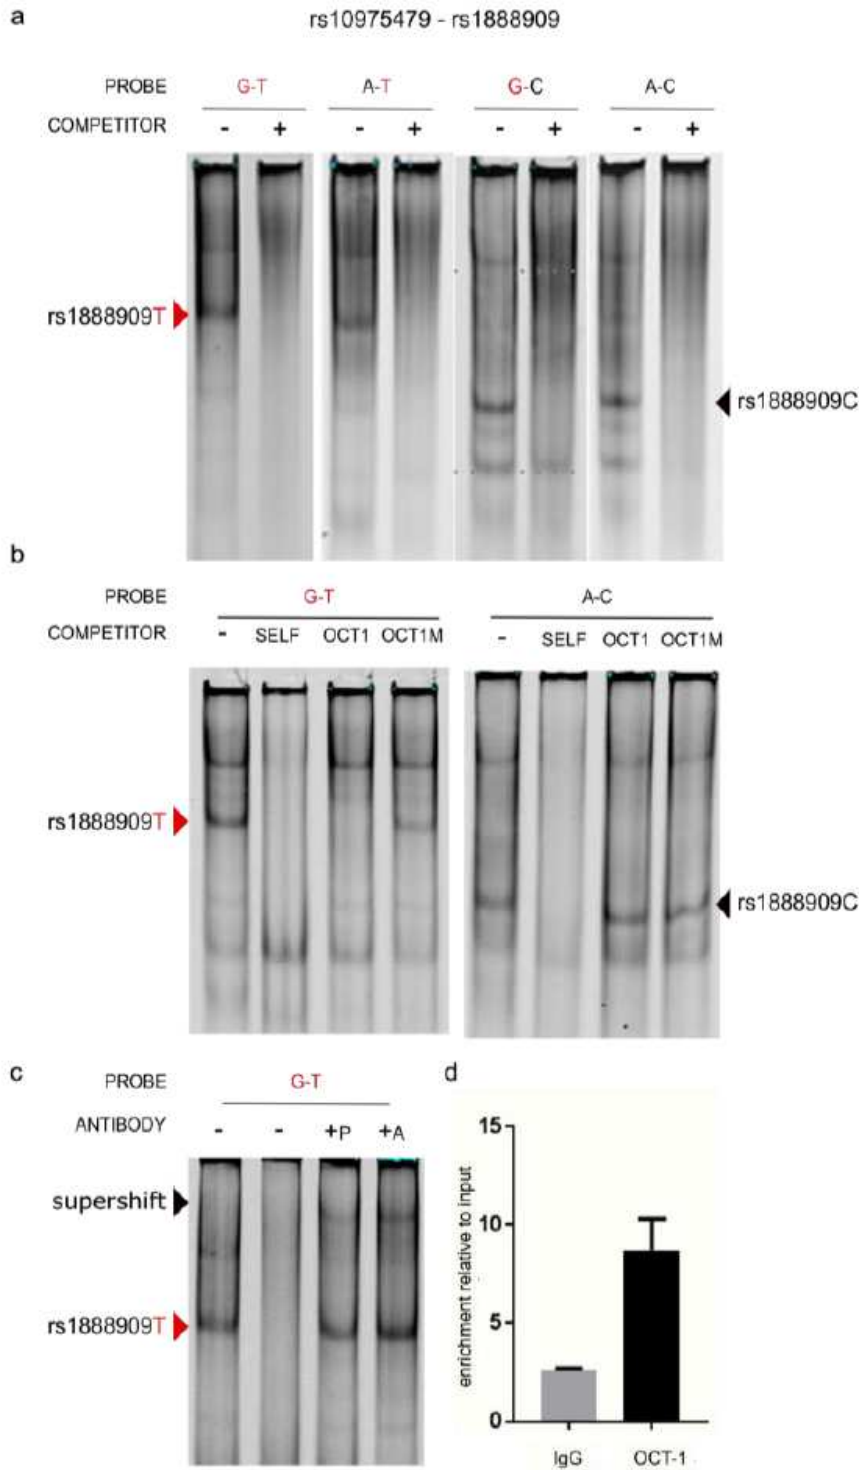 a
rs10975479 - rs1888909
PROBE G-T A-T G-C A-C
COMPETITOR - + - + - + - +
rs1888909T
rs1888909C
b
PROBE G-T A-C
COMPETITOR - SELF OCT1 OCT1M - SELF OCT1 OCT1M
rs1888909T
rs1888909C
c
PROBE G-T
ANTIBODY - - +P +A
supershift
rs1888909T
d
enrichment relative to input
15
10
5
0
IgG OCT-1